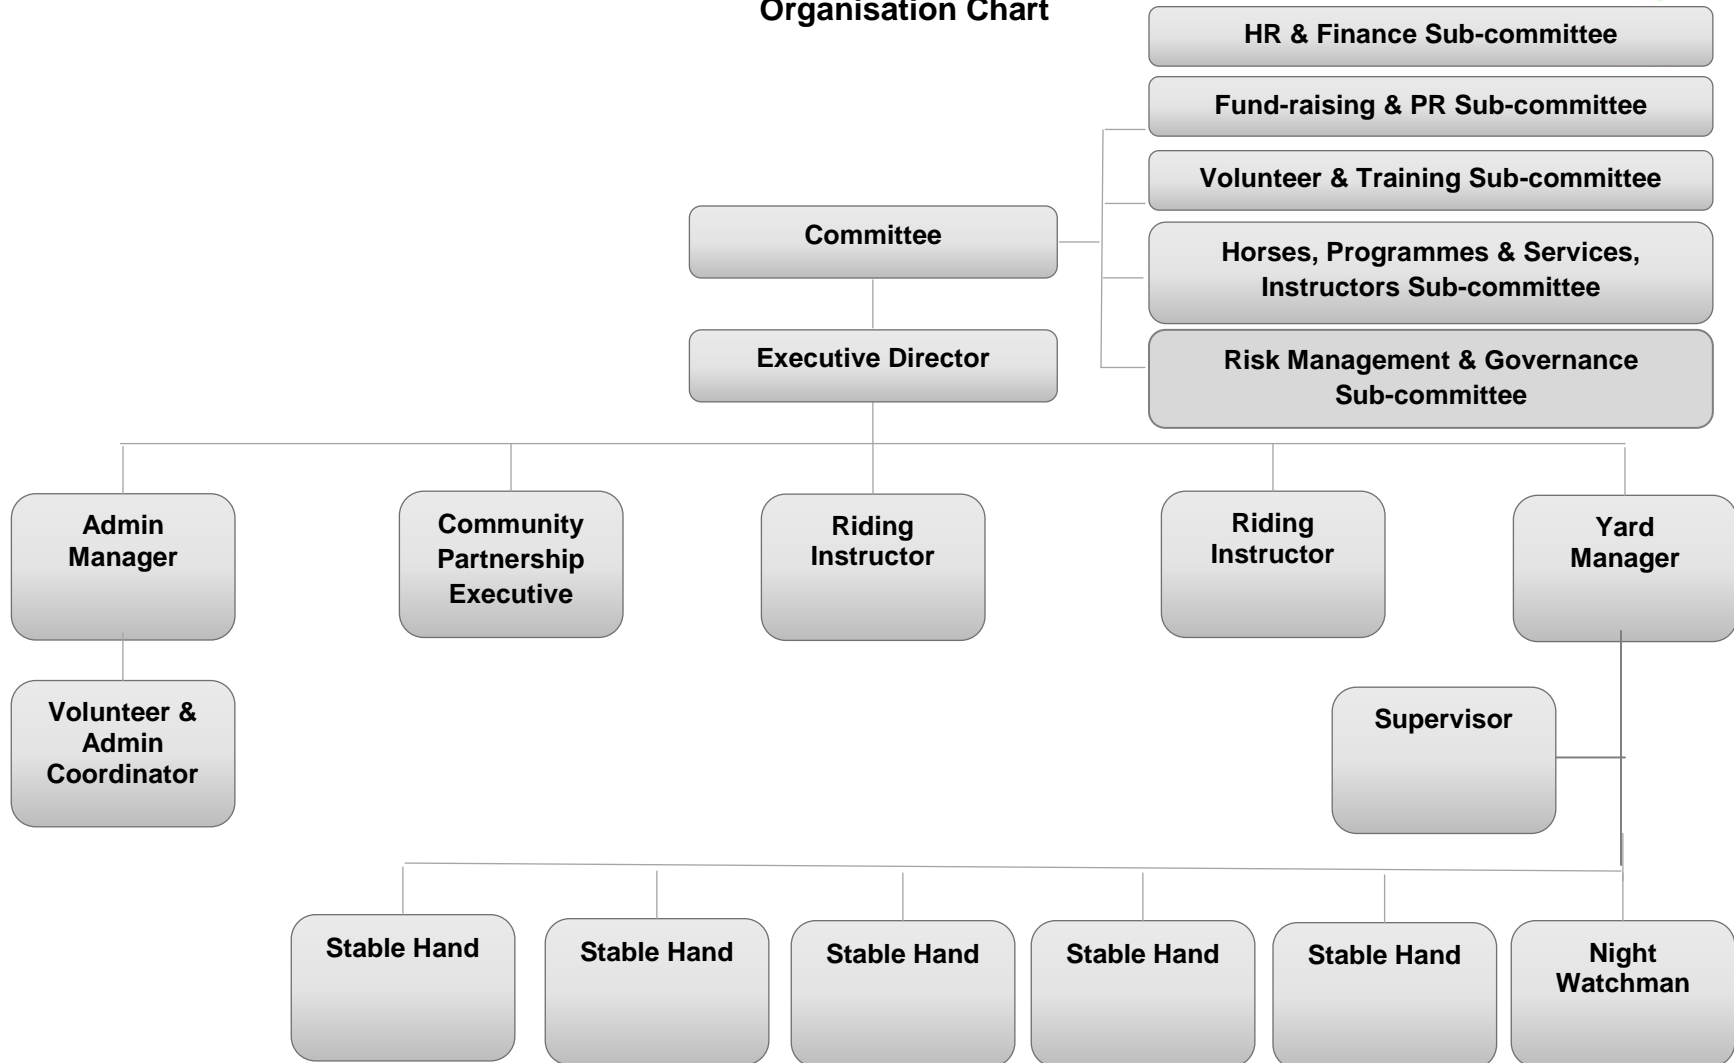 Organisation Chart
HR & Finance Sub-committee
Fund-raising & PR Sub-committee
Volunteer & Training Sub-committee
Committee
Horses, Programmes & Services,
Instructors Sub-committee
Executive Director
Risk Management & Governance
Sub-committee
Admin
Manager
Community
Partnership
Executive
Riding
Instructor
Riding
Instructor
Yard
Manager
Volunteer &
Admin
Coordinator
Supervisor
Stable Hand
Stable Hand
Stable Hand
Stable Hand
Stable Hand
Night
Watchman